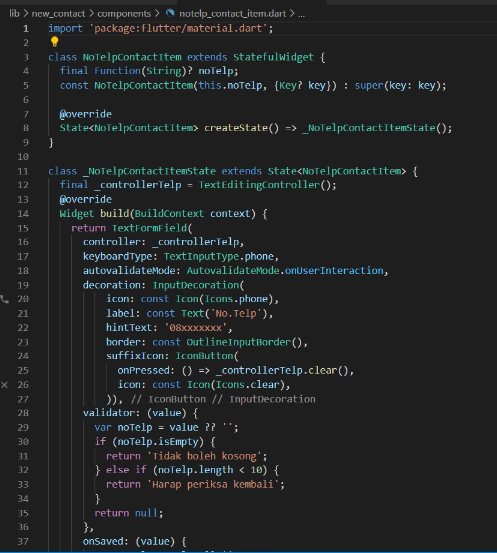 lib > new_contact > components > notelp_contact_item.dart > ...
1 import 'package:flutter/material.dart';
2
3 class NoTelpContactItem extends StatefulWidget {
4 final Function(String)? noTelp;
5 const NoTelpContactItem(this.noTelp, {Key? key}) : super(key: key);
6
7 @override
8 State<NoTelpContactItem> createState() => _NoTelpContactItemState();
9 }
10
11 class _NoTelpContactItemState extends State<NoTelpContactItem> {
12 final _controllerTelp = TextEditingController();
13 @override
14 Widget build(BuildContext context) {
15 return TextFormField(
16 controller: _controllerTelp,
17 keyboardType: TextInputType.phone,
18 autovalidateMode: AutovalidateMode.onUserInteraction,
19 decoration: InputDecoration(
20 icon: const Icon(Icons.phone),
21 label: const Text('No.Telp'),
22 hintText: '08xxxxxxx',
23 border: const OutlineInputBorder(),
24 suffixIcon: IconButton(
25 onPressed: () => _controllerTelp.clear(),
26 icon: const Icon(Icons.clear),
27 )), // IconButton // InputDecoration
28 validator: (value) {
29 var noTelp = value ?? '';
30 if (noTelp.isEmpty) {
31 return 'Tidak boleh kosong';
32 } else if (noTelp.length < 10) {
33 return 'Harap periksa kembali';
34 }
35 return null;
36 },
37 onSaved: (value) {